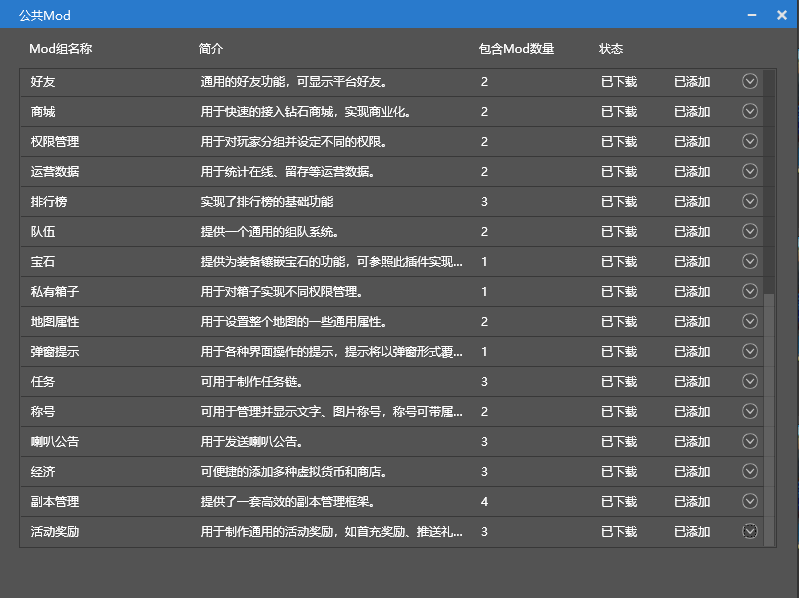 公共Mod
Mod组名称 简介 包含Mod数量 状态
好友 通用的好友功能，可显示平台好友。 2 已下载 已添加
商城 用于快速的接入钻石商城，实现商业化。 2 已下载 已添加
权限管理 用于对玩家分组并设定不同的权限。 2 已下载 已添加
运营数据 用于统计在线、留存等运营数据。 2 已下载 已添加
排行榜 实现了排行榜的基础功能 3 已下载 已添加
队伍 提供一个通用的组队系统。 2 已下载 已添加
宝石 提供为装备镶嵌宝石的功能，可参照此插件实现... 1 已下载 已添加
私有箱子 用于对箱子实现不同权限管理。 1 已下载 已添加
地图属性 用于设置整个地图的一些通用属性。 2 已下载 已添加
弹窗提示 用于各种界面操作的提示，提示将以弹窗形式覆... 1 已下载 已添加
任务 可用于制作任务链。 3 已下载 已添加
称号 可用于管理并显示文字、图片称号，称号可带属... 2 已下载 已添加
喇叭公告 用于发送喇叭公告。 3 已下载 已添加
经济 可便捷的添加多种虚拟货币和商店。 3 已下载 已添加
副本管理 提供了一套高效的副本管理框架。 4 已下载 已添加
活动奖励 用于制作通用的活动奖励，如首充奖励、推送礼... 3 已下载 已添加